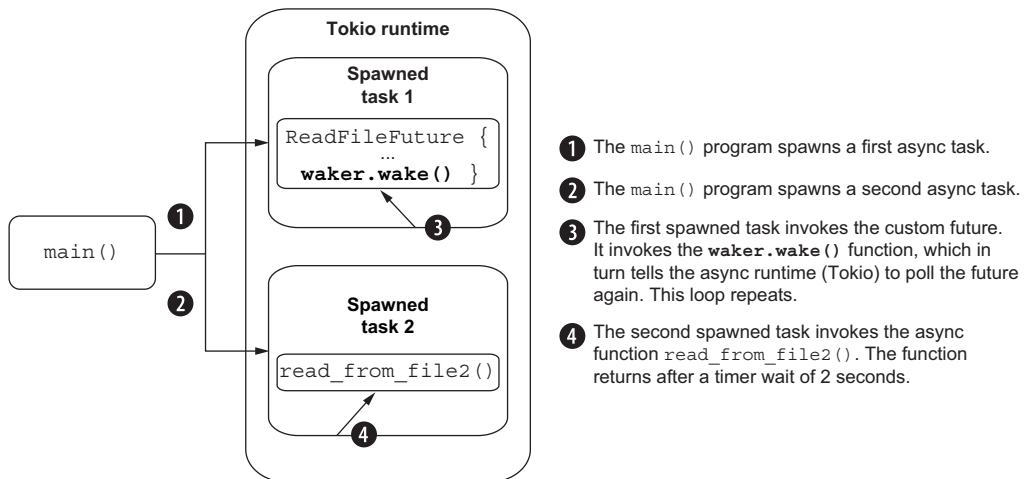 Tokio runtime
Spawned
task 1
ReadFileFuture {
...
waker.wake() }
3
1
main()
2
Spawned
task 2
read_from_file2()
4
1 The main() program spawns a first async task.
2 The main() program spawns a second async task.
3 The first spawned task invokes the custom future.
It invokes the waker.wake() function, which in
turn tells the async runtime (Tokio) to poll the future
again. This loop repeats.
4 The second spawned task invokes the async
function read_from_file2(). The function
returns after a timer wait of 2 seconds.